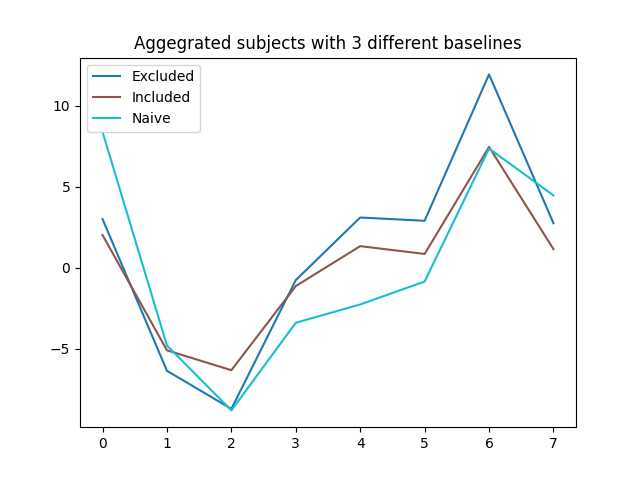 Aggegrated subjects with 3 different baselines
Excluded
Included
Naive
10
5
0
−5
0 1 2 3 4 5 6 7